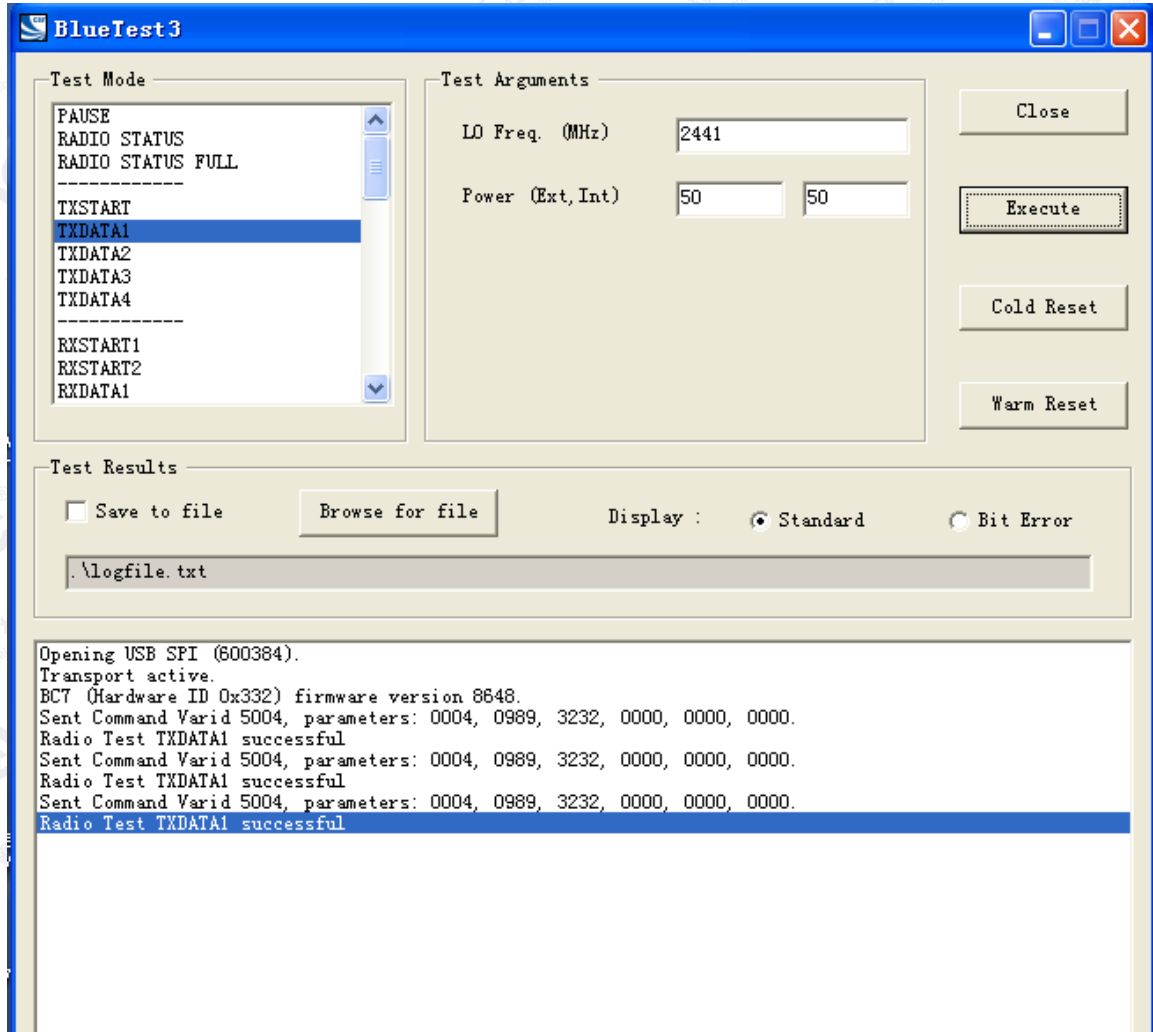 BlueTest3
Test Mode
PAUSE
RADIO STATUS
RADIO STATUS FULL
------------
TXSTART
TXDATA1
TXDATA2
TXDATA3
TXDATA4
------------
RXSTART1
RXSTART2
RXDATA1
Test Arguments
LO Freq. (MHz) 2441
Power (Ext,Int) 50 50
Close
Execute
Cold Reset
Warm Reset
Test Results
Save to file Browse for file Display : Standard Bit Error
.\logfile.txt
Opening USB SPI (600384).
Transport active.
BC7 (Hardware ID 0x332) firmware version 8648.
Sent Command Varid 5004, parameters: 0004, 0989, 3232, 0000, 0000, 0000.
Radio Test TXDATA1 successful
Sent Command Varid 5004, parameters: 0004, 0989, 3232, 0000, 0000, 0000.
Radio Test TXDATA1 successful
Sent Command Varid 5004, parameters: 0004, 0989, 3232, 0000, 0000, 0000.
Radio Test TXDATA1 successful